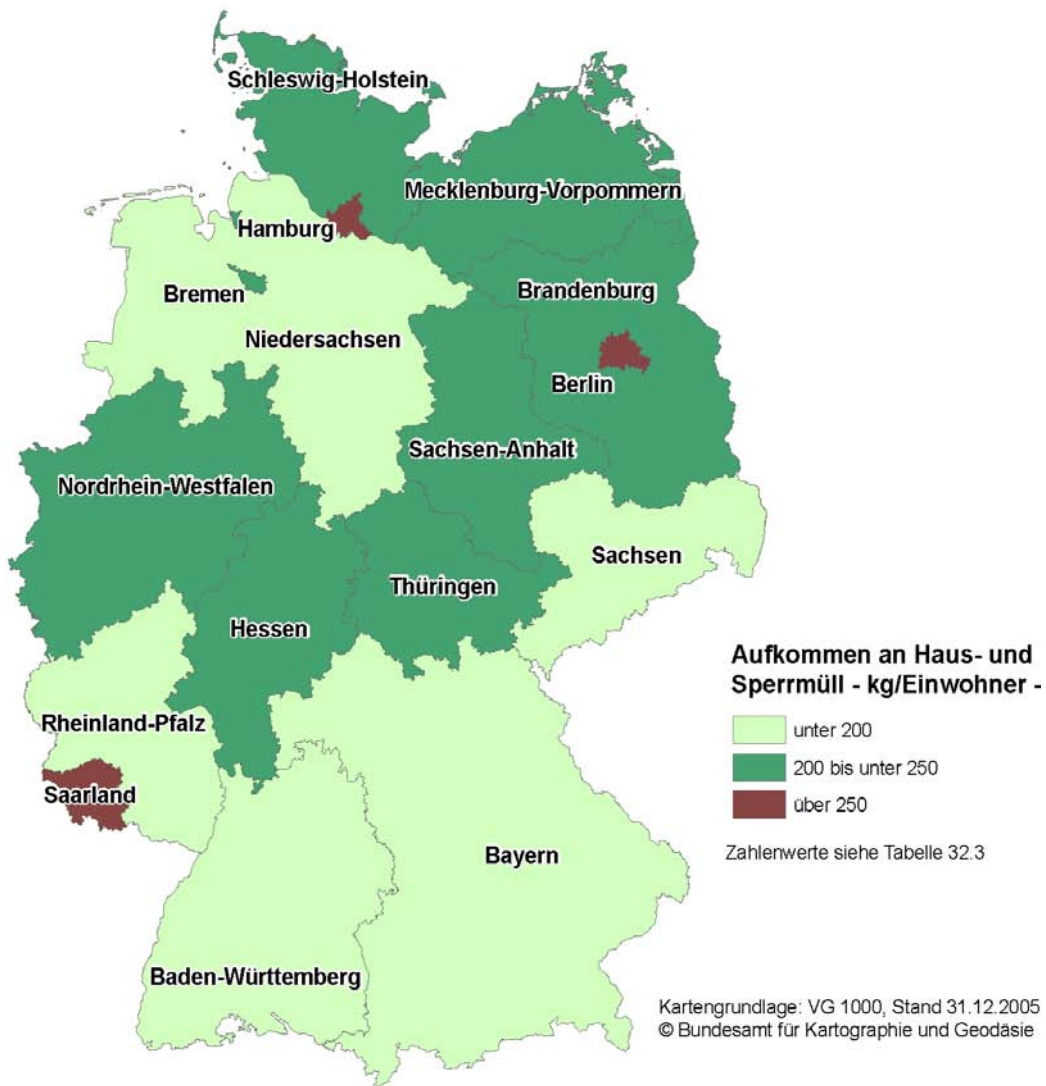 Schleswig-Holstein
Mecklenburg-Vorpommern
Hamburg
Brandenburg
Bremen
Niedersachsen
Berlin
Sachsen-Anhalt
Nordrhein-Westfalen
Sachsen
Thüringen
Hessen
Rheinland-Pfalz
Saarland
Bayern
Baden-Württemberg
Aufkommen an Haus- und
Sperrmüll - kg/Einwohner -
unter 200
200 bis unter 250
über 250
Zahlenwerte siehe Tabelle 32.3
Kartengrundlage: VG 1000, Stand 31.12.2005
© Bundesamt für Kartographie und Geodäsie